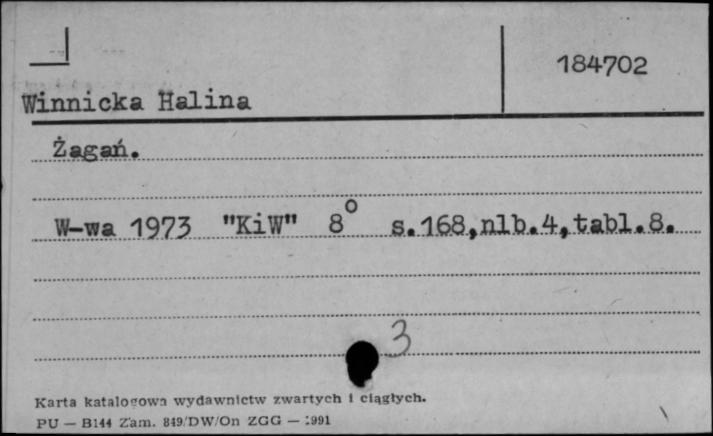 184702
Winnicka Halina
Żagań.
W-wa 1973 "KiW" 8° s.168,nlb.4,tabl.8.
3
Karta katalogowa wydawnictw zwartych i ciągłych.
PU — B144 Zam. 849/DW/On ZGG — 1991